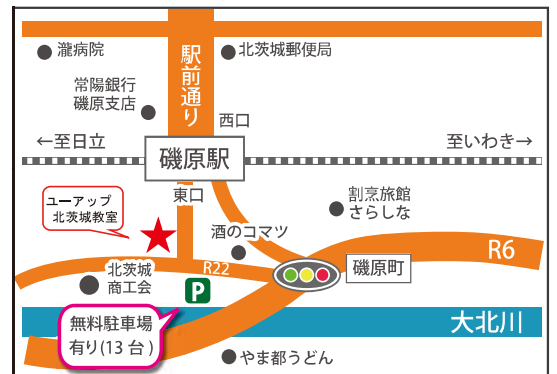 瀧病院
駅前通り
北茨城郵便局
常陽銀行
磯原支店
西口
←至日立
磯原駅
至いわき→
東口
ユーアップ
北茨城教室
割烹旅館
さらしな
酒のコマツ
R6
北茨城
商工会
R22
磯原町
P
無料駐車場
有り(13台)
大北川
やま都うどん